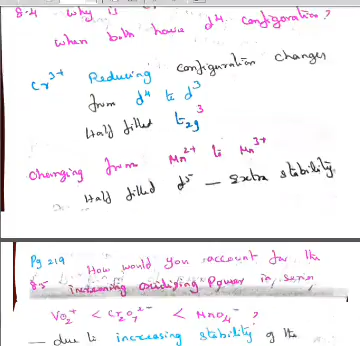 8.4 Why is
when both have d⁴ configuration?
Cr³⁺ Reducing configuration changes
from d⁴ to d³
Half filled t₂g³
Changing from Mn²⁺ to Mn³⁺
Half filled d⁵ — Extra stability
Pg 219 How would you account for the
8.5 increasing oxidising Power in series
VO₂⁺ < Cr₂O₇²⁻ < MnO₄⁻ ?
— due to increasing stability of the